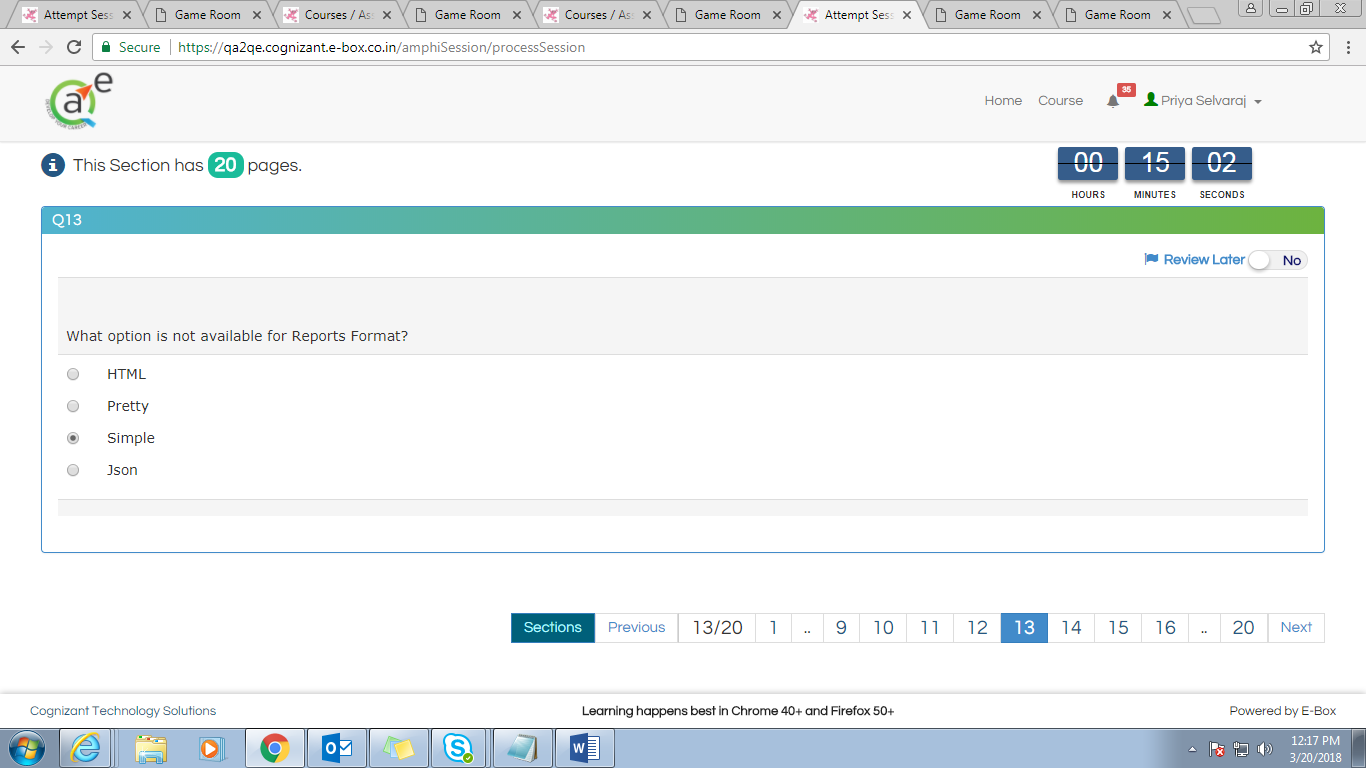 Attempt Sess
Game Room
Courses / As
Game Room
Courses / As
Game Room
Attempt Sess
Game Room
Game Room
Secure
https://qa2qe.cognizant.e-box.co.in/amphiSession/processSession
a e
Home
Course
35
Priya Selvaraj
This Section has 20 pages.
00 15 02
HOURS MINUTES SECONDS
Q13
Review Later No
What option is not available for Reports Format?
HTML
Pretty
Simple
Json
Sections Previous 13/20 1 .. 9 10 11 12 13 14 15 16 .. 20 Next
Cognizant Technology Solutions
Learning happens best in Chrome 40+ and Firefox 50+
Powered by E-Box
12:17 PM
3/20/2018